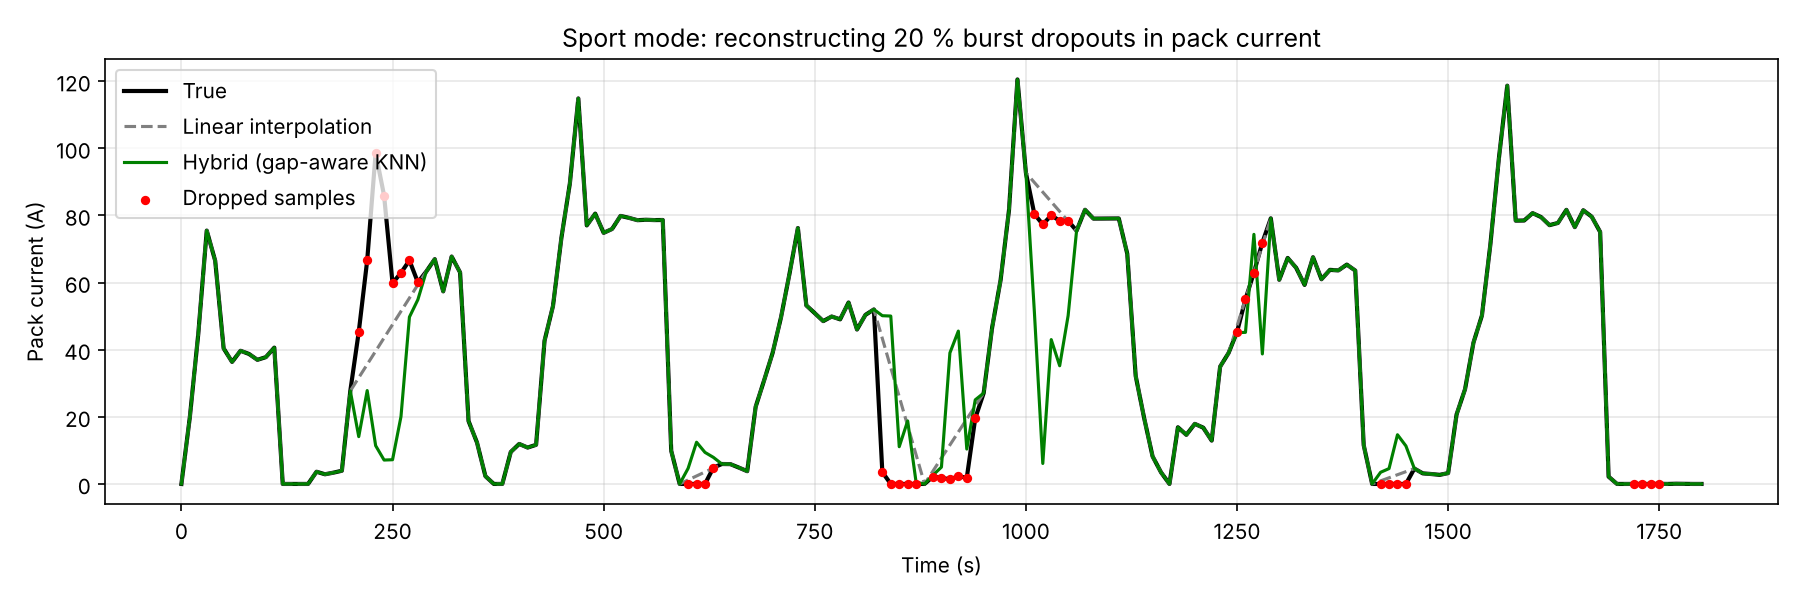 Sport mode: reconstructing 20 % burst dropouts in pack current
True
Linear interpolation
Hybrid (gap-aware KNN)
Dropped samples
Pack current (A)
120
100
80
60
40
20
0
0 250 500 750 1000 1250 1500 1750
Time (s)